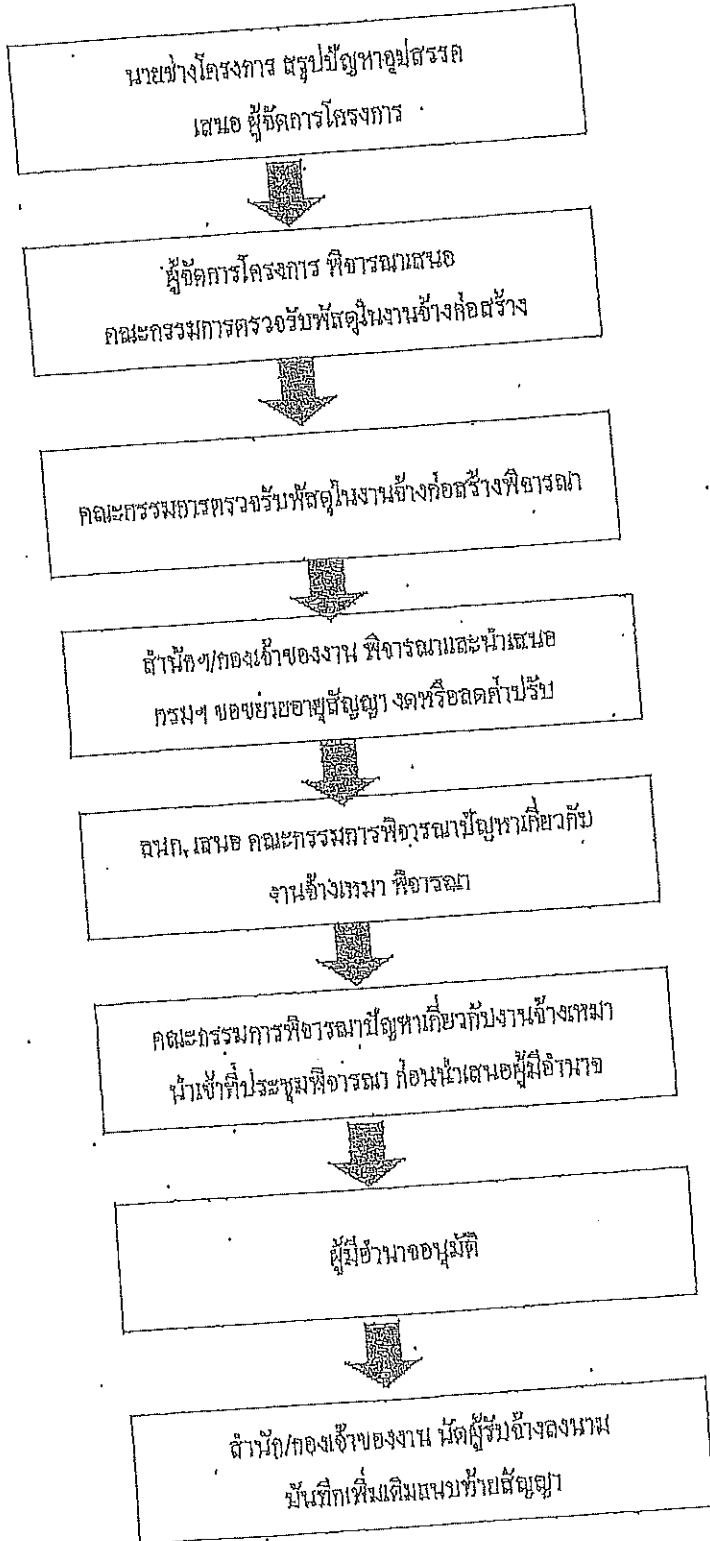 นายช่างโครงการ สรุปปัญหาอุปสรรค
เสนอ ผู้จัดการโครงการ
ผู้จัดการโครงการ พิจารณาเสนอ
คณะกรรมการตรวจรับพัสดุในงานจ้างก่อสร้าง
คณะกรรมการตรวจรับพัสดุในงานจ้างก่อสร้างพิจารณา
สำนักฯ/กองเจ้าของงาน พิจารณาและนำเสนอ
กรมฯ ขอขยายอายุสัญญา งดหรือลดค่าปรับ
ลนก. เสนอ คณะกรรมการพิจารณาปัญหาเกี่ยวกับ
งานจ้างเหมา พิจารณา
คณะกรรมการพิจารณาปัญหาเกี่ยวกับงานจ้างเหมา
นำเข้าที่ประชุมพิจารณา ก่อนนำเสนอผู้มีอำนาจ
ผู้มีอำนาจอนุมัติ
สำนัก/กองเจ้าของงาน นัดผู้รับจ้างลงนาม
บันทึกเพิ่มเติมแนบท้ายสัญญา